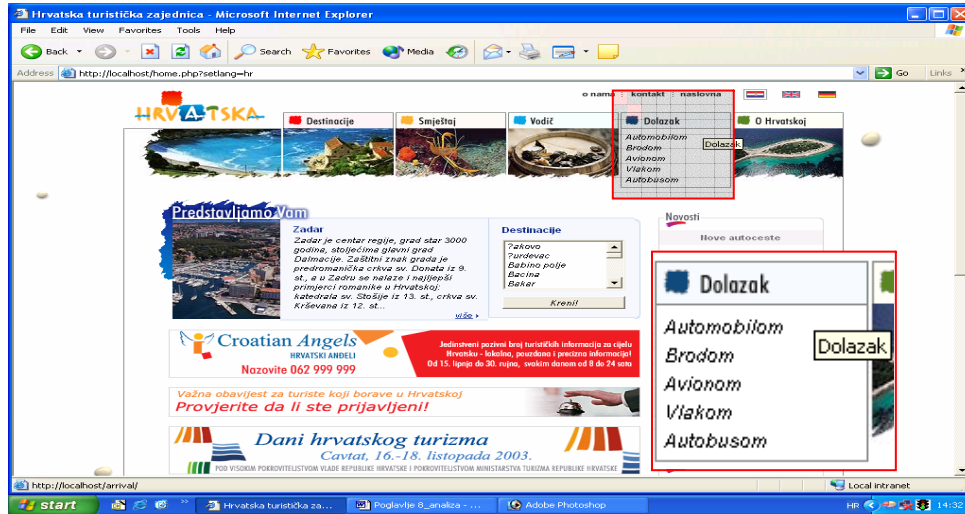 Hrvatska turistička zajednica - Microsoft Internet Explorer
File Edit View Favorites Tools Help
Back Search Favorites Media
Address http://localhost/home.php?setlang=hr Go Links
o nama kontakt naslovna
HRVATSKA
Destinacije Smještaj Vodič Dolazak O Hrvatskoj
Automobilom
Brodom
Avionom
Vlakom
Autobusom
Dolazak
Predstavljamo Vam
Zadar
Zadar je centar regije, grad star 3000
godina, stoljećima glavni grad
Dalmacije. Zaštitni znak grada je
predromanička crkva sv. Donata iz 9.
st., a u Zadru se nalaze i najljepši
primjerci romanike u Hrvatskoj:
katedrala sv. Stošije iz 13. st., crkva sv.
Krševana iz 12. st...
više
Destinacije
?akovo
?urdevac
Babino polje
Bacina
Bakar
Kreni!
Novosti
Nove autoceste
Dolazak
Automobilom
Brodom
Avionom
Vlakom
Autobusom
Dolazak
Croatian Angels
HRVATSKI ANĐELI
Nazovite 062 999 999
Jedinstveni pozivni broj turističkih informacija za cijelu
Hrvatsku - lokalna, pouzdana i precizna informacija!
Od 15. lipnja do 30. rujna, svakim danom od 8 do 24 sata
Važna obavijest za turiste koji borave u Hrvatskoj
Provjerite da li ste prijavljeni!
Dani hrvatskog turizma
Cavtat, 16.-18. listopada 2003.
POD VISOKIM POKROVITELJSTVOM VLADE REPUBLIKE HRVATSKE I POKROVITELJSTVOM MINISTARSTVA TURIZMA REPUBLIKE HRVATSKE
http://localhost/arrival/ Local intranet
start Hrvatska turistička za... Poglavlje 8_analiza - ... Adobe Photoshop HR 14:32